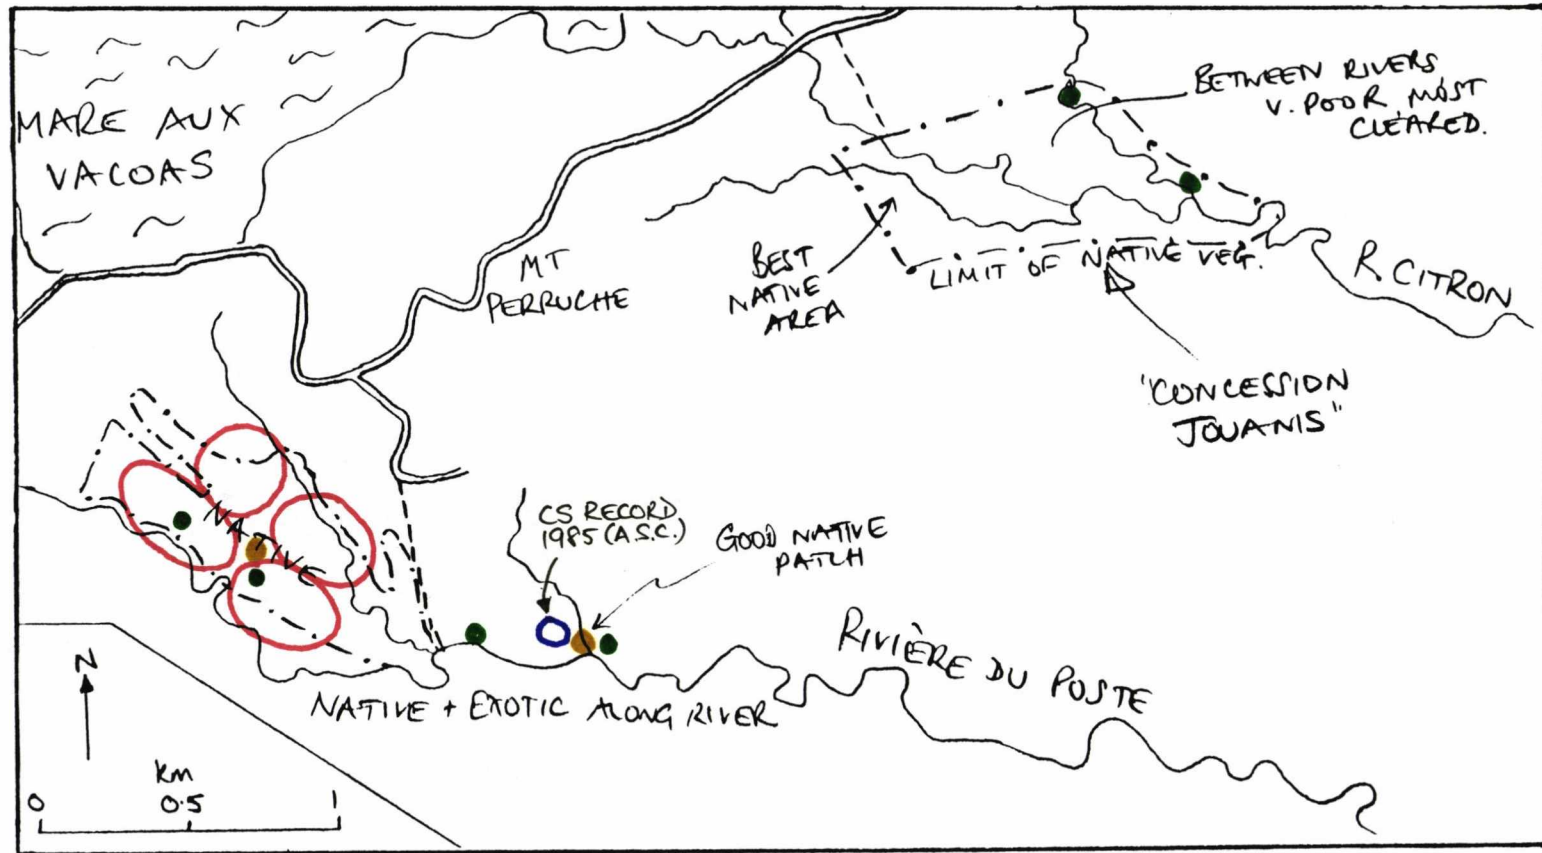 MARE AUX
VACOAS
BETWEEN RIVERS
V. POOR MOST
CLEARED.
MT
PERRUCHE
BEST
NATIVE
AREA
LIMIT OF NATIVE VEG.
R. CITRON
"CONCESSION
JOUANIS"
NATIVE
CS RECORD
1985 (A.S.C.)
GOOD NATIVE
PATCH
RIVIÈRE DU POSTE
NATIVE + EXOTIC ALONG RIVER
N
km
0 0.5 1